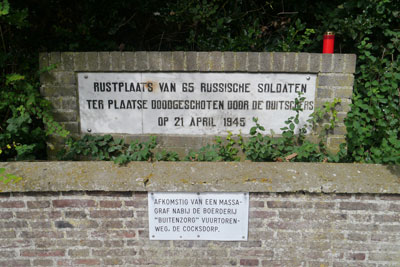 RUSTPLAATS VAN 65 RUSSISCHE SOLDATEN
TER PLAATSE DOODGESCHOTEN DOOR DE DUITSCHERS
OP 21 APRIL 1945
AFKOMSTIG VAN EEN MASSA-
GRAF NABIJ DE BOERDERIJ
"BUITENZORG" VUURTOREN-
WEG, DE COCKSDORP.